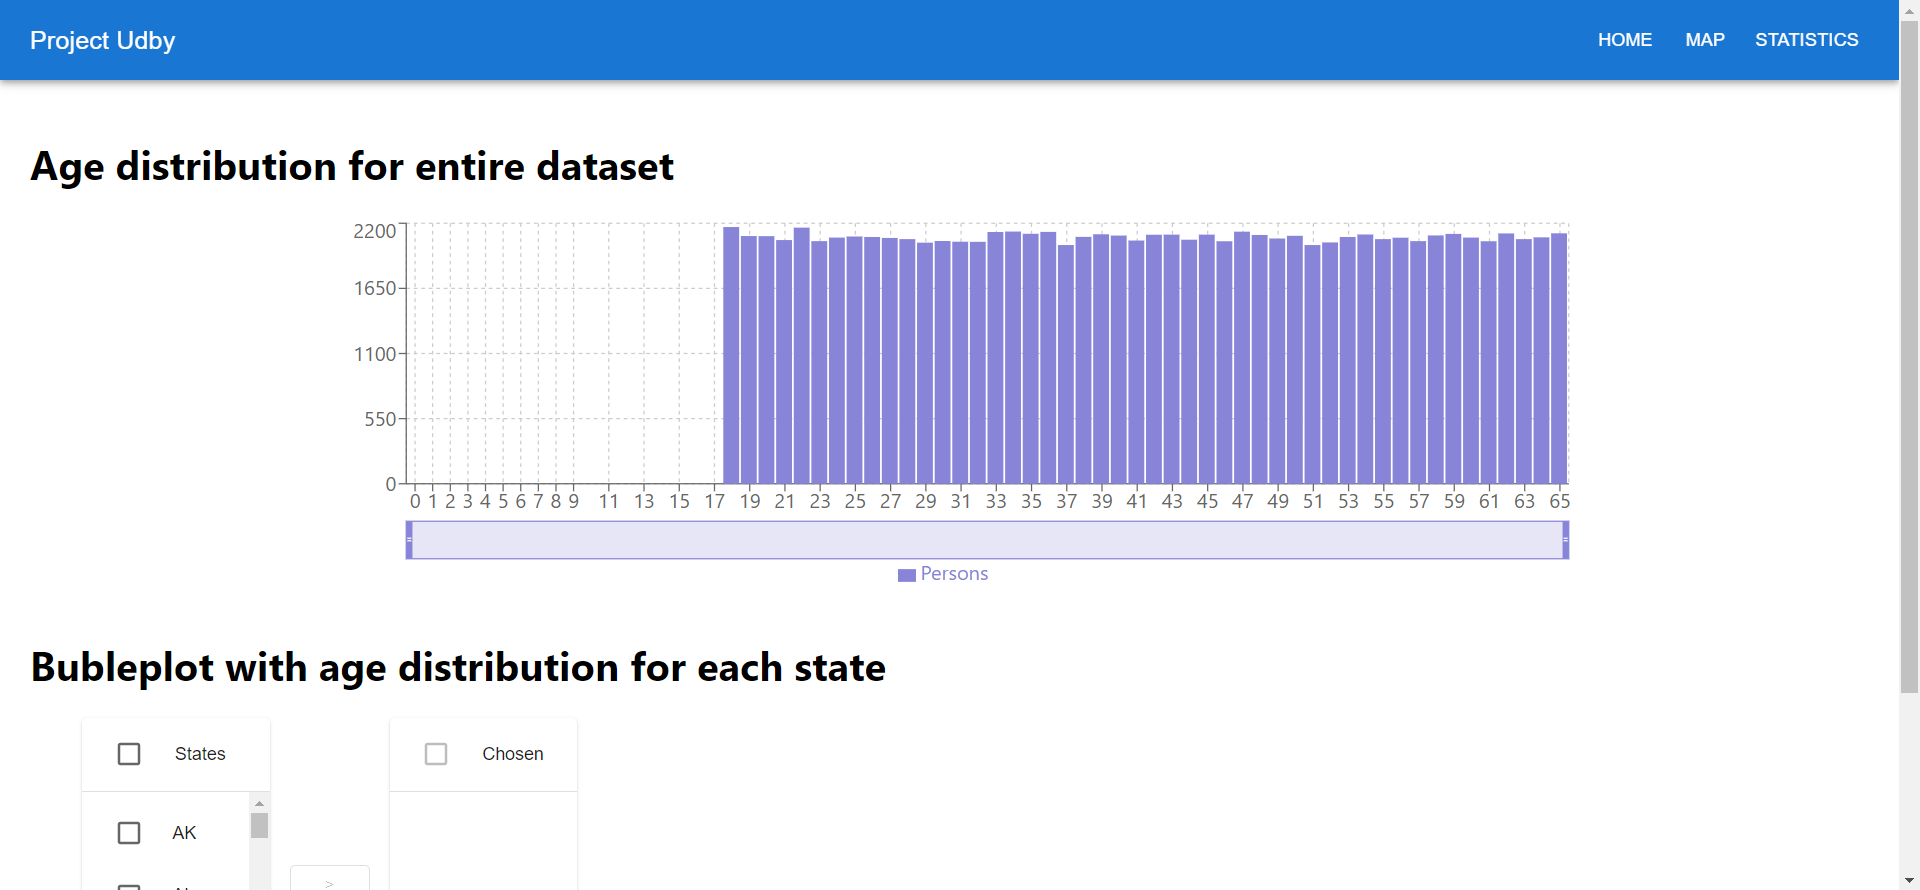 Project Udby
HOME MAP STATISTICS
Age distribution for entire dataset
2200
1650
1100
550
0
0 1 2 3 4 5 6 7 8 9 11 13 15 17 19 21 23 25 27 29 31 33 35 37 39 41 43 45 47 49 51 53 55 57 59 61 63 65
Persons
Bubleplot with age distribution for each state
States
Chosen
AK
>